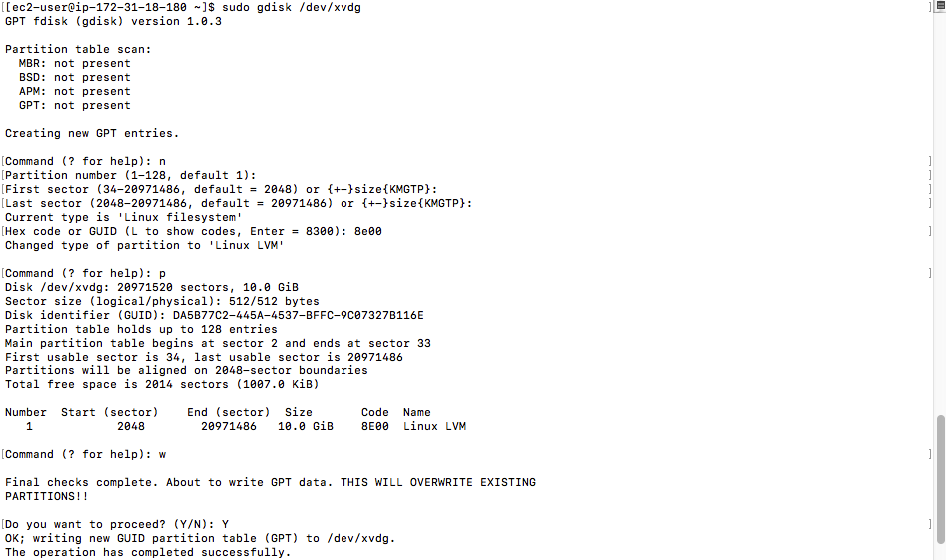 [[ec2-user@ip-172-31-18-180 ~]$ sudo gdisk /dev/xvdg ]
GPT fdisk (gdisk) version 1.0.3

Partition table scan:
  MBR: not present
  BSD: not present
  APM: not present
  GPT: not present

Creating new GPT entries.

[Command (? for help): n ]
[Partition number (1-128, default 1): ]
[First sector (34-20971486, default = 2048) or {+-}size{KMGTP}: ]
[Last sector (2048-20971486, default = 20971486) or {+-}size{KMGTP}: ]
Current type is 'Linux filesystem'
[Hex code or GUID (L to show codes, Enter = 8300): 8e00 ]
Changed type of partition to 'Linux LVM'

[Command (? for help): p ]
Disk /dev/xvdg: 20971520 sectors, 10.0 GiB
Sector size (logical/physical): 512/512 bytes
Disk identifier (GUID): DA5B77C2-445A-4537-BFFC-9C07327B116E
Partition table holds up to 128 entries
Main partition table begins at sector 2 and ends at sector 33
First usable sector is 34, last usable sector is 20971486
Partitions will be aligned on 2048-sector boundaries
Total free space is 2014 sectors (1007.0 KiB)

Number  Start (sector)    End (sector)  Size       Code  Name
   1            2048        20971486   10.0 GiB    8E00  Linux LVM

[Command (? for help): w ]

Final checks complete. About to write GPT data. THIS WILL OVERWRITE EXISTING
PARTITIONS!!

[Do you want to proceed? (Y/N): Y ]
OK; writing new GUID partition table (GPT) to /dev/xvdg.
The operation has completed successfully.